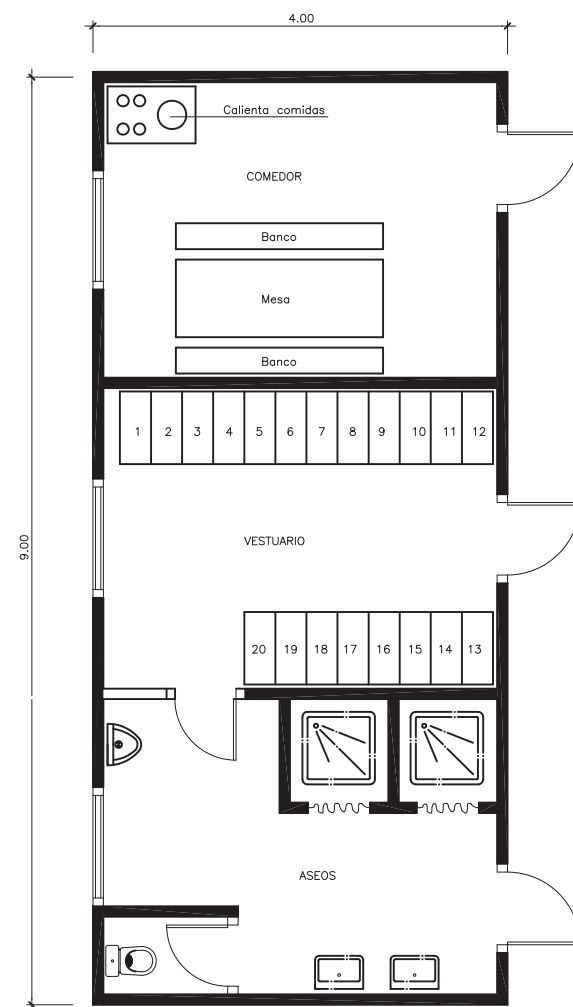 4.00
Calienta comidas
COMEDOR
Banco
Mesa
Banco
1 2 3 4 5 6 7 8 9 10 11 12
9.00
VESTUARIO
20 19 18 17 16 15 14 13
ASEOS